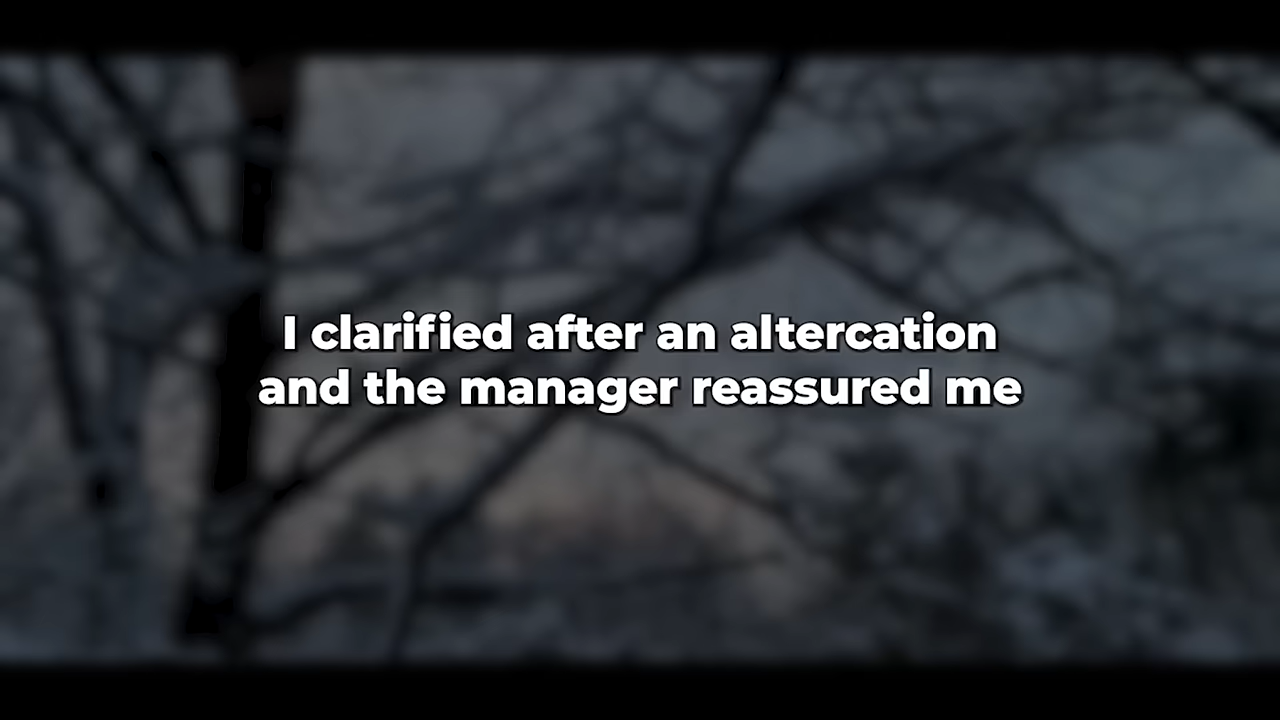 I clarified after an altercation
and the manager reassured me